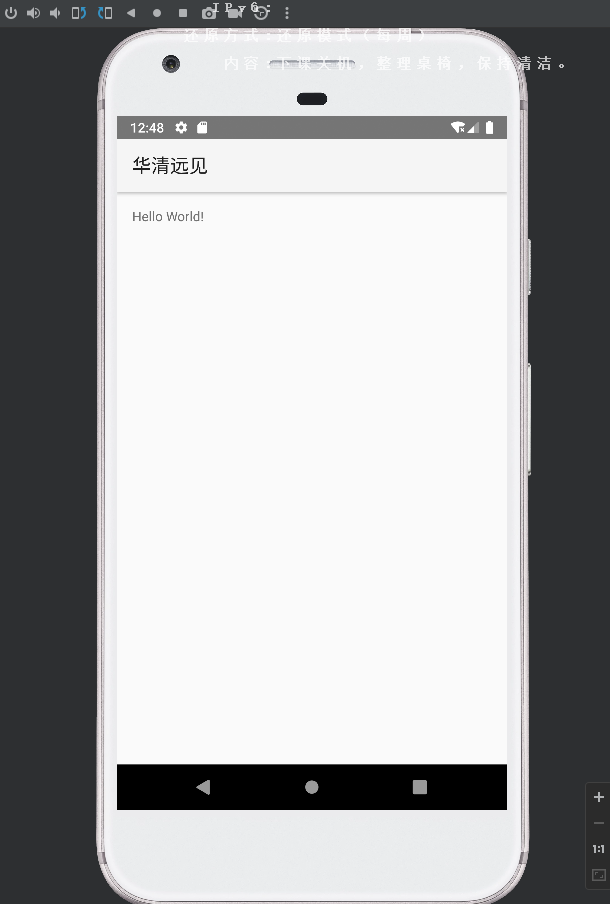 IPv6:
还原方式:还原模式(每周)
内容:下课关机，整理桌椅，保持清洁。
12:48
华清远见
Hello World!
1:1